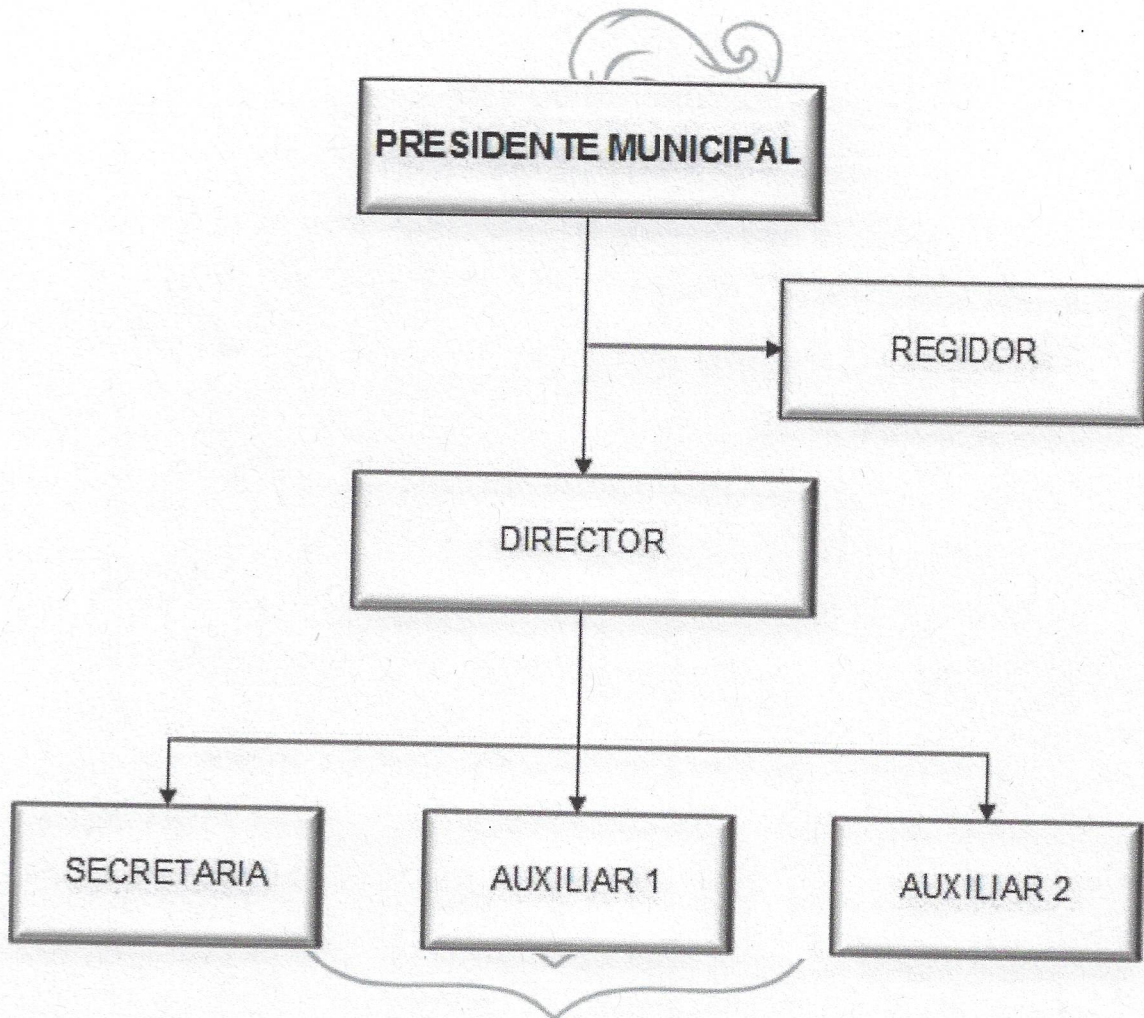 PRESIDENTE MUNICIPAL
REGIDOR
DIRECTOR
SECRETARIA
AUXILIAR 1
AUXILIAR 2